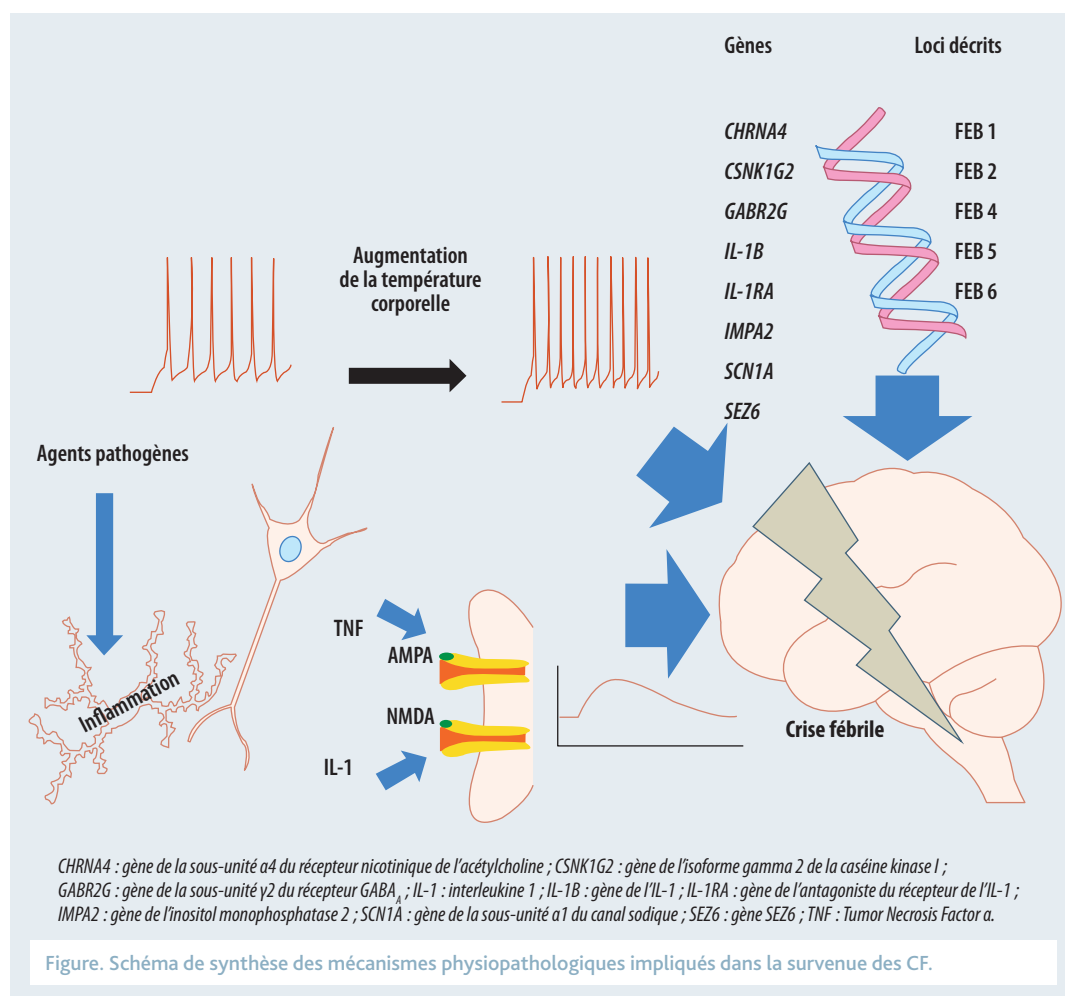 Gènes
Loci décrits
CHRNA4
FEB 1
CSNK1G2
FEB 2
GABR2G
FEB 4
IL-1B
FEB 5
IL-1RA
FEB 6
IMPA2
SCN1A
SEZ6
Augmentation
de la température
corporelle
Agents pathogènes
Inflammation
TNF
AMPA
NMDA
IL-1
Crise fébrile
CHRNA4 : gène de la sous-unité α4 du récepteur nicotinique de l'acétylcholine ; CSNK1G2 : gène de l'isoforme gamma 2 de la caséine kinase I ;
GABR2G : gène de la sous-unité γ2 du récepteur GABA_A ; IL-1 : interleukine 1 ; IL-1B : gène de l'IL-1 ; IL-1RA : gène de l'antagoniste du récepteur de l'IL-1 ;
IMPA2 : gène de l'inositol monophosphatase 2 ; SCN1A : gène de la sous-unité α1 du canal sodique ; SEZ6 : gène SEZ6 ; TNF : Tumor Necrosis Factor α.
Figure. Schéma de synthèse des mécanismes physiopathologiques impliqués dans la survenue des CF.